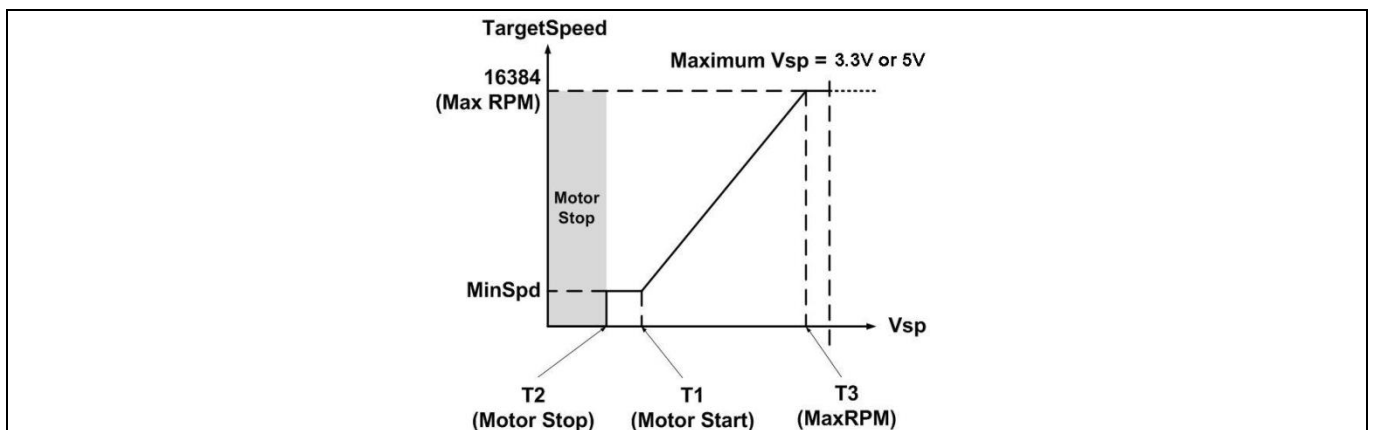 TargetSpeed
Maximum Vsp = 3.3V or 5V
16384
(Max RPM)
Motor
Stop
MinSpd
Vsp
T2
(Motor Stop)
T1
(Motor Start)
T3
(MaxRPM)